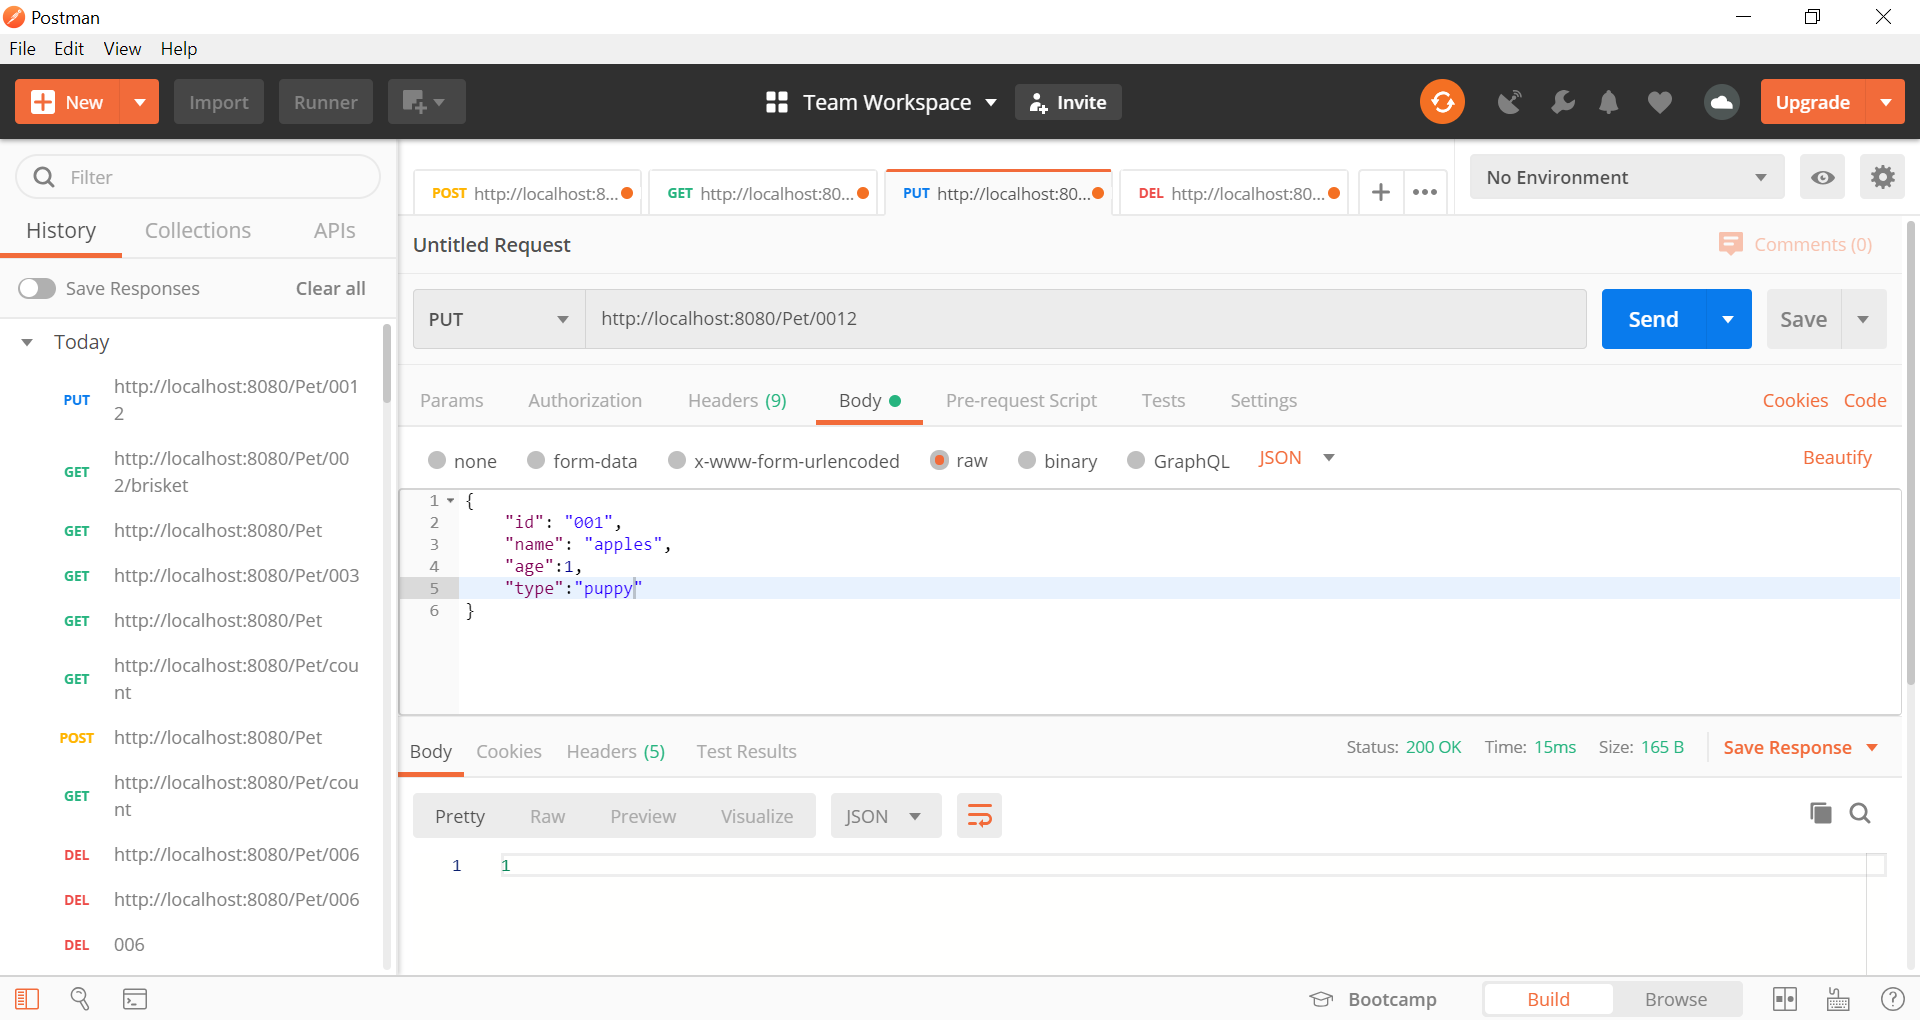 Postman
File Edit View Help
New Import Runner Team Workspace Invite Upgrade
Filter
History Collections APIs
Save Responses Clear all
Today
PUT http://localhost:8080/Pet/001
2
GET http://localhost:8080/Pet/00
2/brisket
GET http://localhost:8080/Pet
GET http://localhost:8080/Pet/003
GET http://localhost:8080/Pet
GET http://localhost:8080/Pet/cou
nt
POST http://localhost:8080/Pet
GET http://localhost:8080/Pet/cou
nt
DEL http://localhost:8080/Pet/006
DEL http://localhost:8080/Pet/006
DEL 006
POST http://localhost:8... GET http://localhost:80... PUT http://localhost:80... DEL http://localhost:80... No Environment
Untitled Request Comments (0)
PUT http://localhost:8080/Pet/0012 Send Save
Params Authorization Headers (9) Body Pre-request Script Tests Settings Cookies Code
none form-data x-www-form-urlencoded raw binary GraphQL JSON Beautify
1 {
2 "id": "001",
3 "name": "apples",
4 "age":1,
5 "type":"puppy"
6 }
Body Cookies Headers (5) Test Results Status: 200 OK Time: 15ms Size: 165 B Save Response
Pretty Raw Preview Visualize JSON
1 1
Bootcamp Build Browse